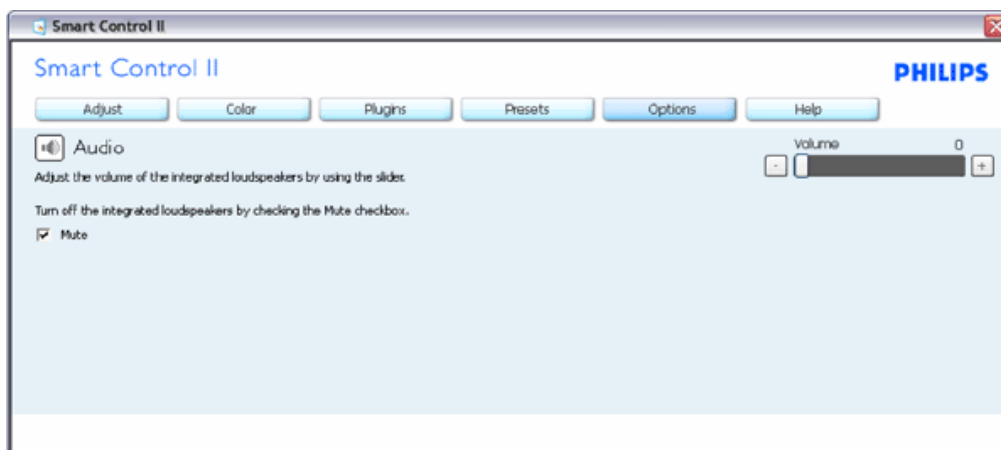 Smart Control II
Smart Control II
PHILIPS
Adjust Color Plugins Presets Options Help
Audio
Volume 0
- +
Adjust the volume of the integrated loudspeakers by using the slider.
Turn off the integrated loudspeakers by checking the Mute checkbox.
Mute